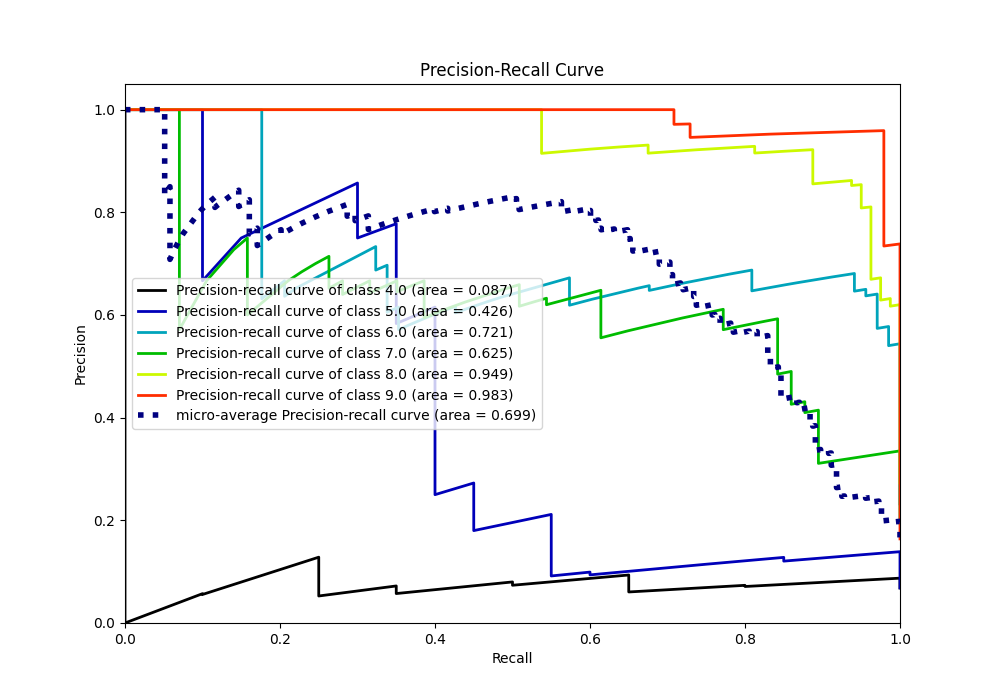 Precision-Recall Curve
1.0
0.8
0.6
0.4
0.2
0.0
Precision
Precision-recall curve of class 4.0 (area = 0.087)
Precision-recall curve of class 5.0 (area = 0.426)
Precision-recall curve of class 6.0 (area = 0.721)
Precision-recall curve of class 7.0 (area = 0.625)
Precision-recall curve of class 8.0 (area = 0.949)
Precision-recall curve of class 9.0 (area = 0.983)
micro-average Precision-recall curve (area = 0.699)
0.0 0.2 0.4 0.6 0.8 1.0
Recall